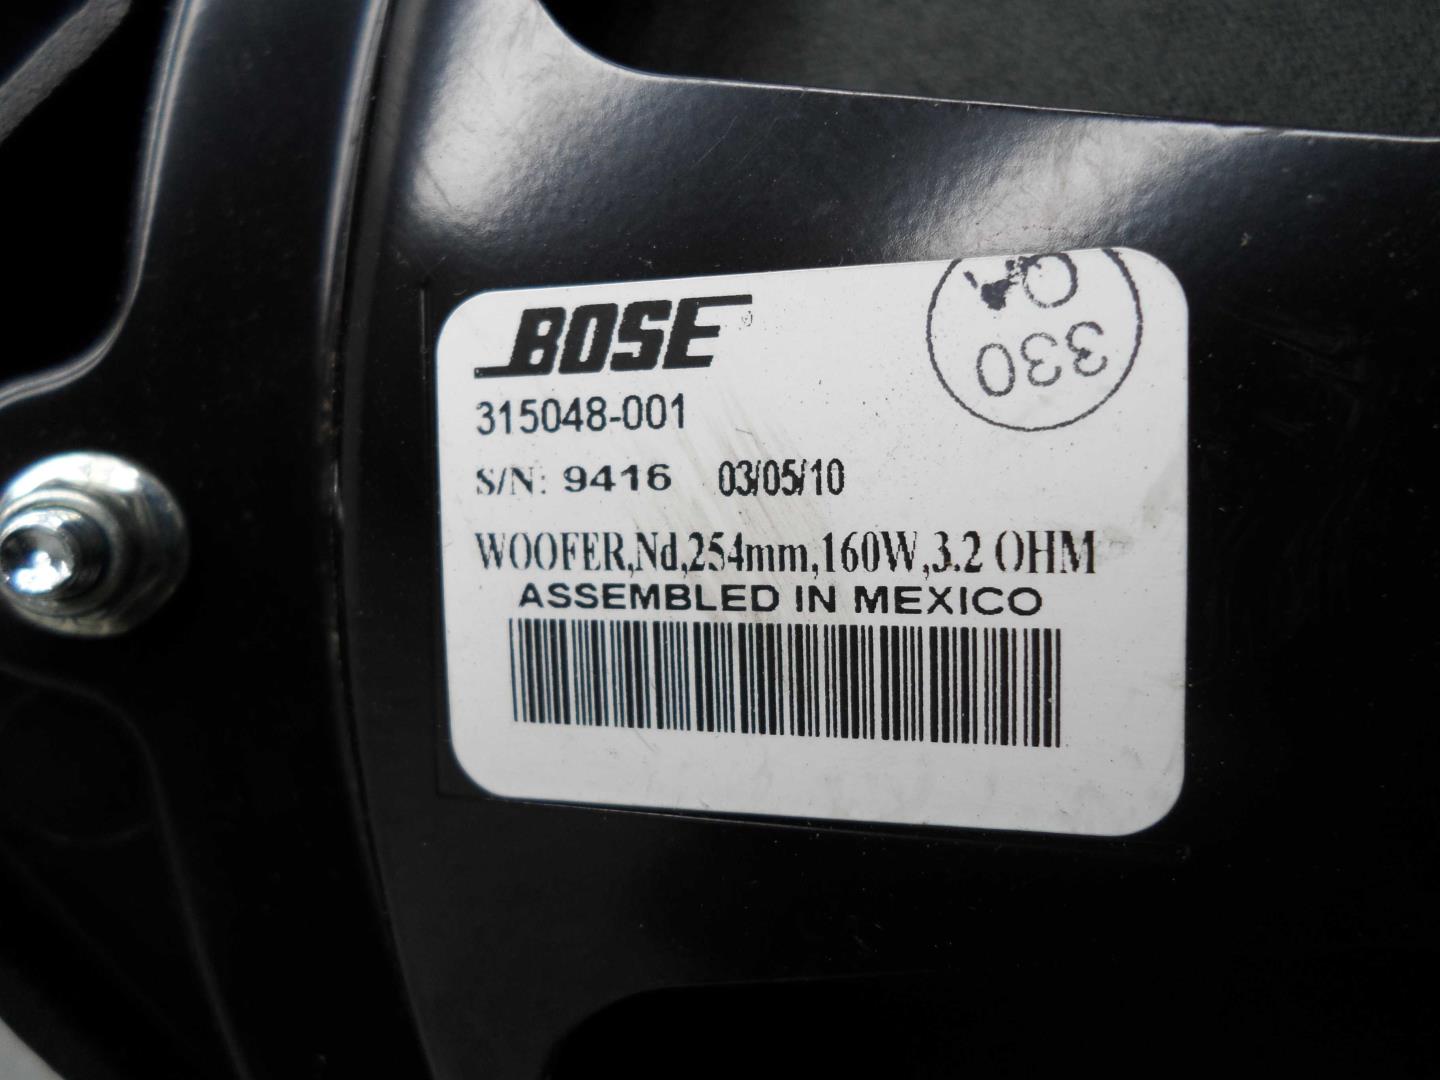 BOSE®
315048-001
S/N: 9416 03/05/10
WOOFER,Nd,254mm,160W,3.2 OHM
ASSEMBLED IN MEXICO
330